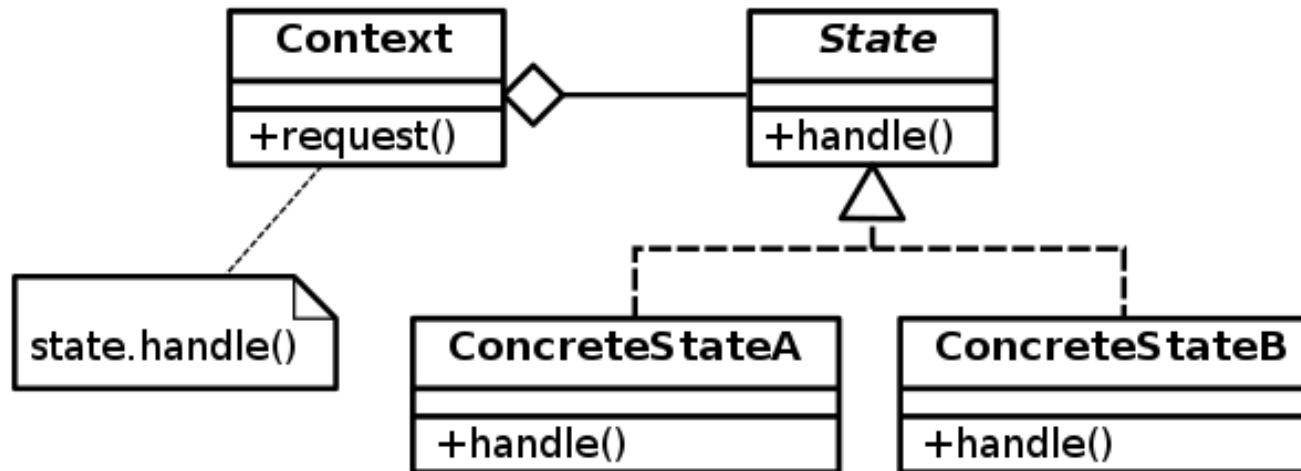 Context
State
+request()
+handle()
state.handle()
ConcreteStateA
ConcreteStateB
+handle()
+handle()